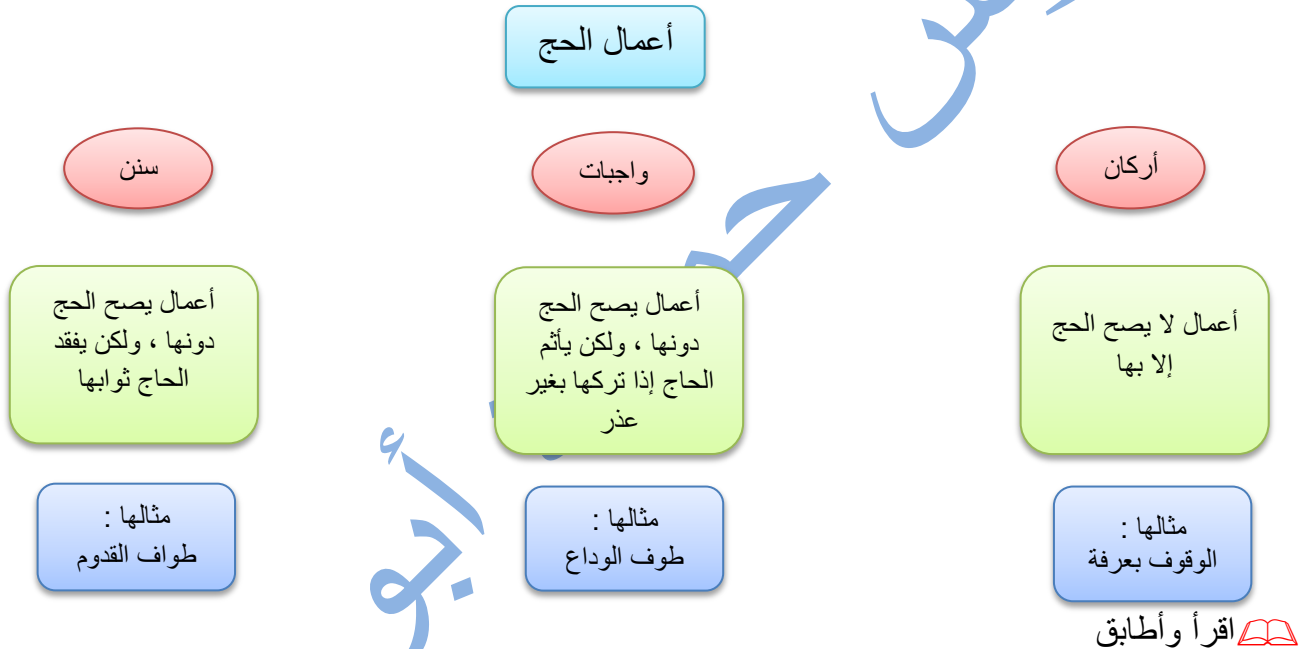 أعمال الحج
أركان
واجبات
سنن
أعمال لا يصح الحج
إلا بها
أعمال يصح الحج
دونها ، ولكن يأثم
الحاج إذا تركها بغير
عذر
أعمال يصح الحج
دونها ، ولكن يفقد
الحاج ثوابها
مثالها :
الوقوف بعرفة
مثالها :
طوف الوداع
مثالها :
طواف القدوم
اقرأ وأطابق